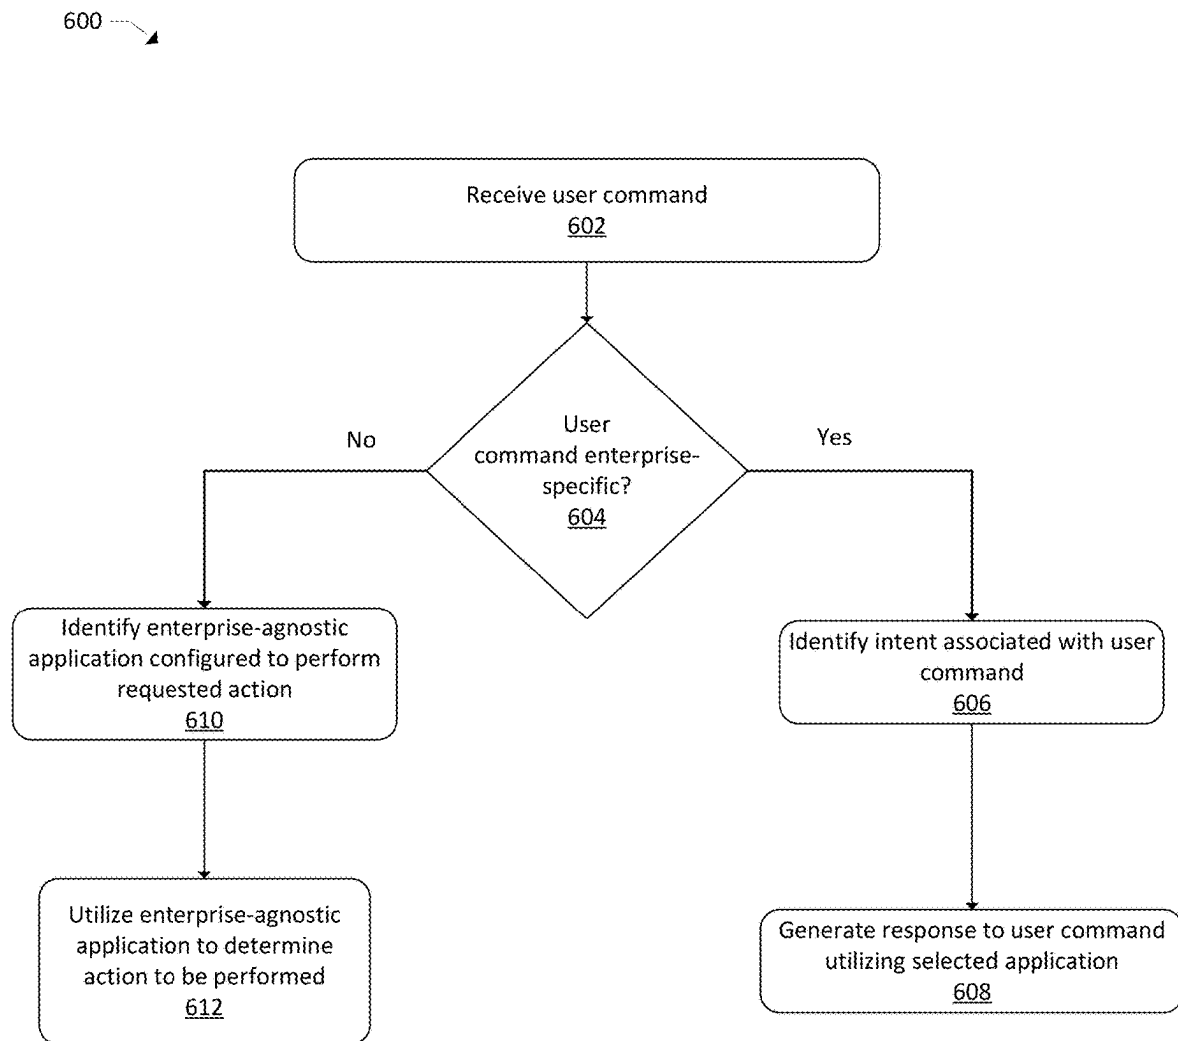 600
Receive user command
602
User
command enterprise-
specific?
604
No
Yes
Identify enterprise-agnostic
application configured to perform
requested action
610
Identify intent associated with user
command
606
Utilize enterprise-agnostic
application to determine
action to be performed
612
Generate response to user command
utilizing selected application
608